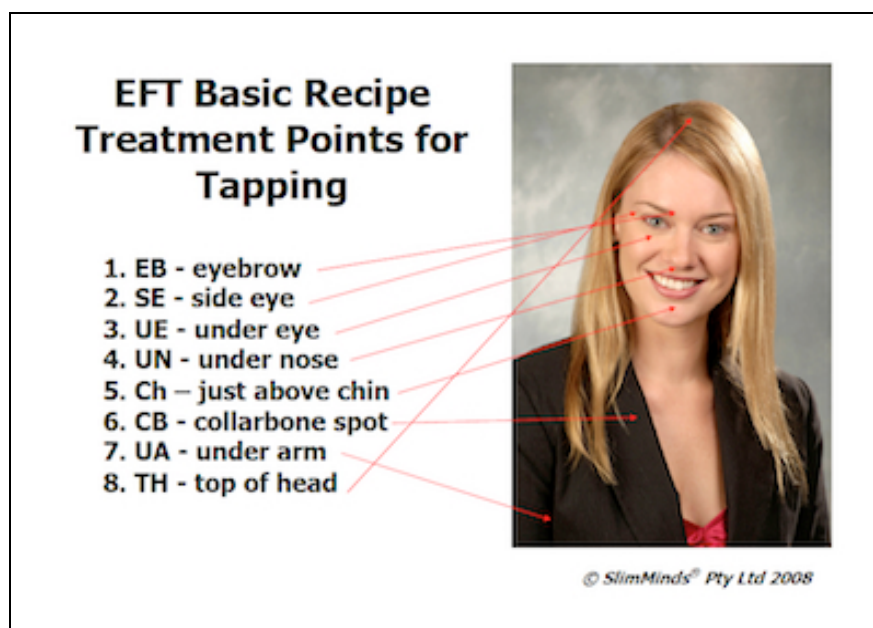 EFT Basic Recipe
Treatment Points for
Tapping
1. EB - eyebrow
2. SE - side eye
3. UE - under eye
4. UN - under nose
5. Ch – just above chin
6. CB - collarbone spot
7. UA - under arm
8. TH - top of head
© SlimMinds® Pty Ltd 2008